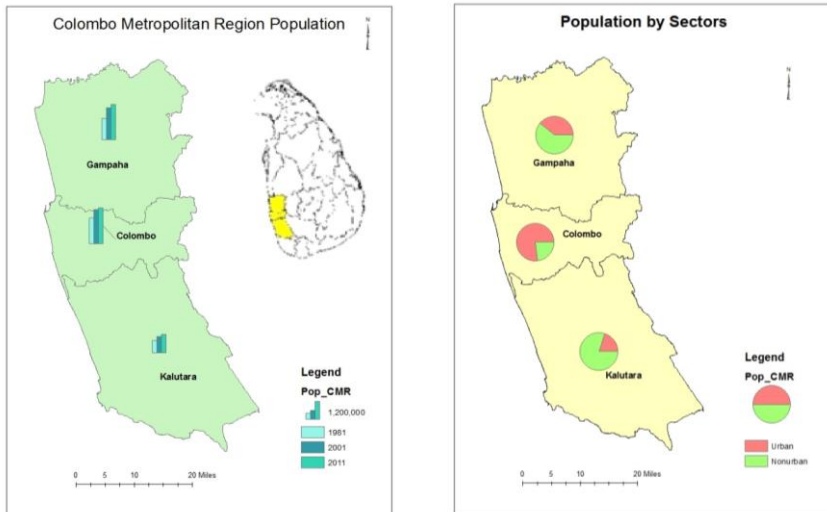 Colombo Metropolitan Region Population
N
Gampaha
Colombo
Kalutara
Legend
Pop_CMR
1,200,000
1981
2001
2011
0 5 10 20 Miles
Population by Sectors
N
Gampaha
Colombo
Kalutara
Legend
Pop_CMR
Urban
Nonurban
0 5 10 20 Miles